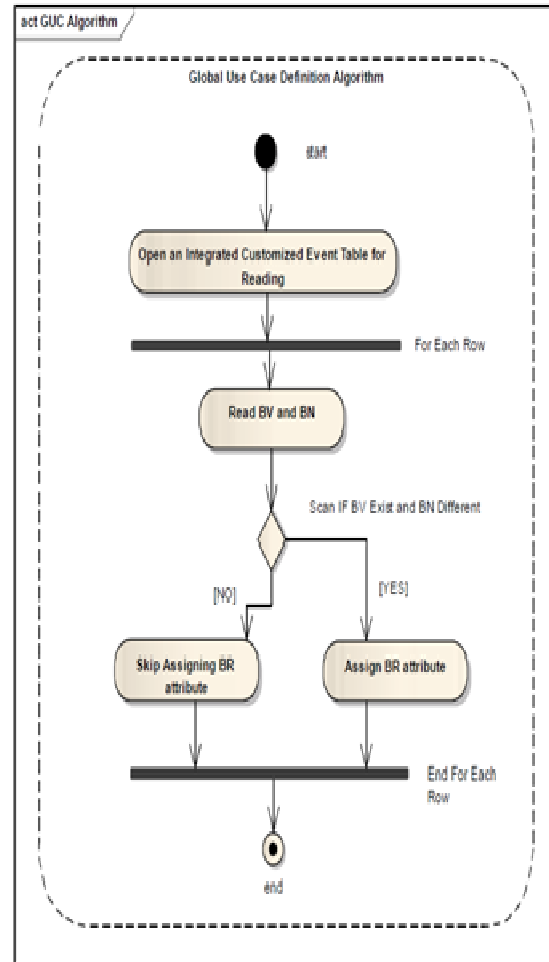 act GUC Algorithm
Global Use Case Definition Algorithm
start
Open an Integrated Customized Event Table for
Reading
For Each Row
Read BV and BN
Scan IF BV Exist and BN Different
[NO]
[YES]
Skip Assigning BR
attribute
Assign BR attribute
End For Each
Row
end